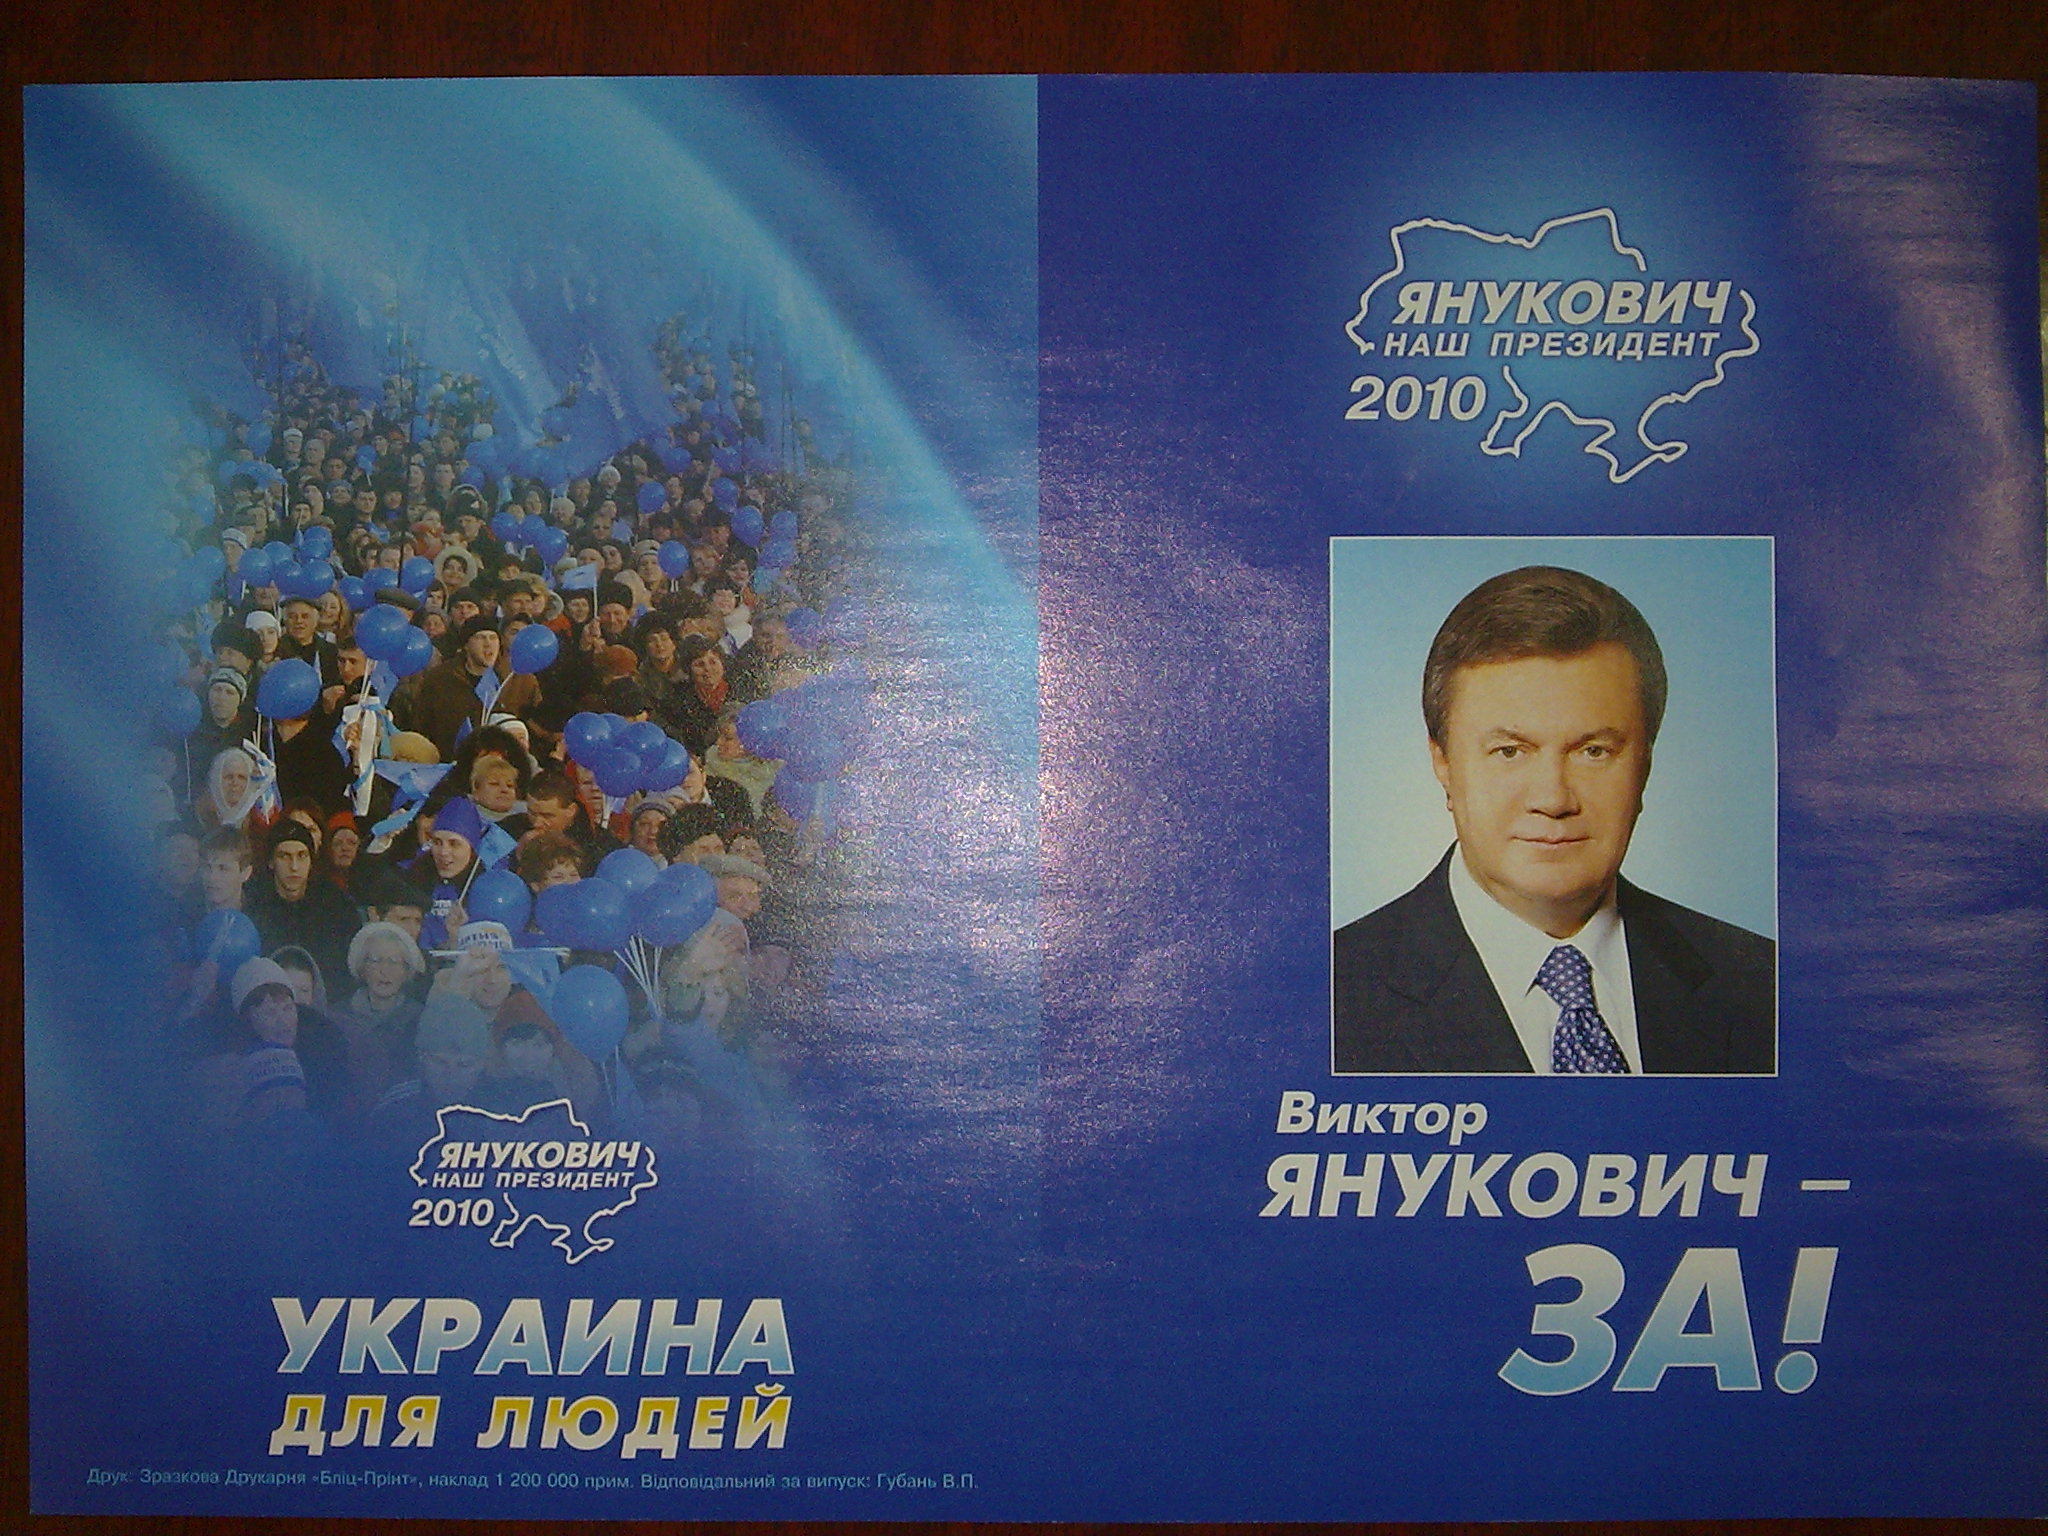 ЯНУКОВИЧ
НАШ ПРЕЗИДЕНТ
2010
УКРАИНА
ДЛЯ ЛЮДЕЙ
Друк: Зразкова Друкарня «Бліц-Прінт», наклад 1 200 000 прим. Відповідальний за випуск: Губань В.П.
ЯНУКОВИЧ
НАШ ПРЕЗИДЕНТ
2010
Виктор
ЯНУКОВИЧ –
ЗА!